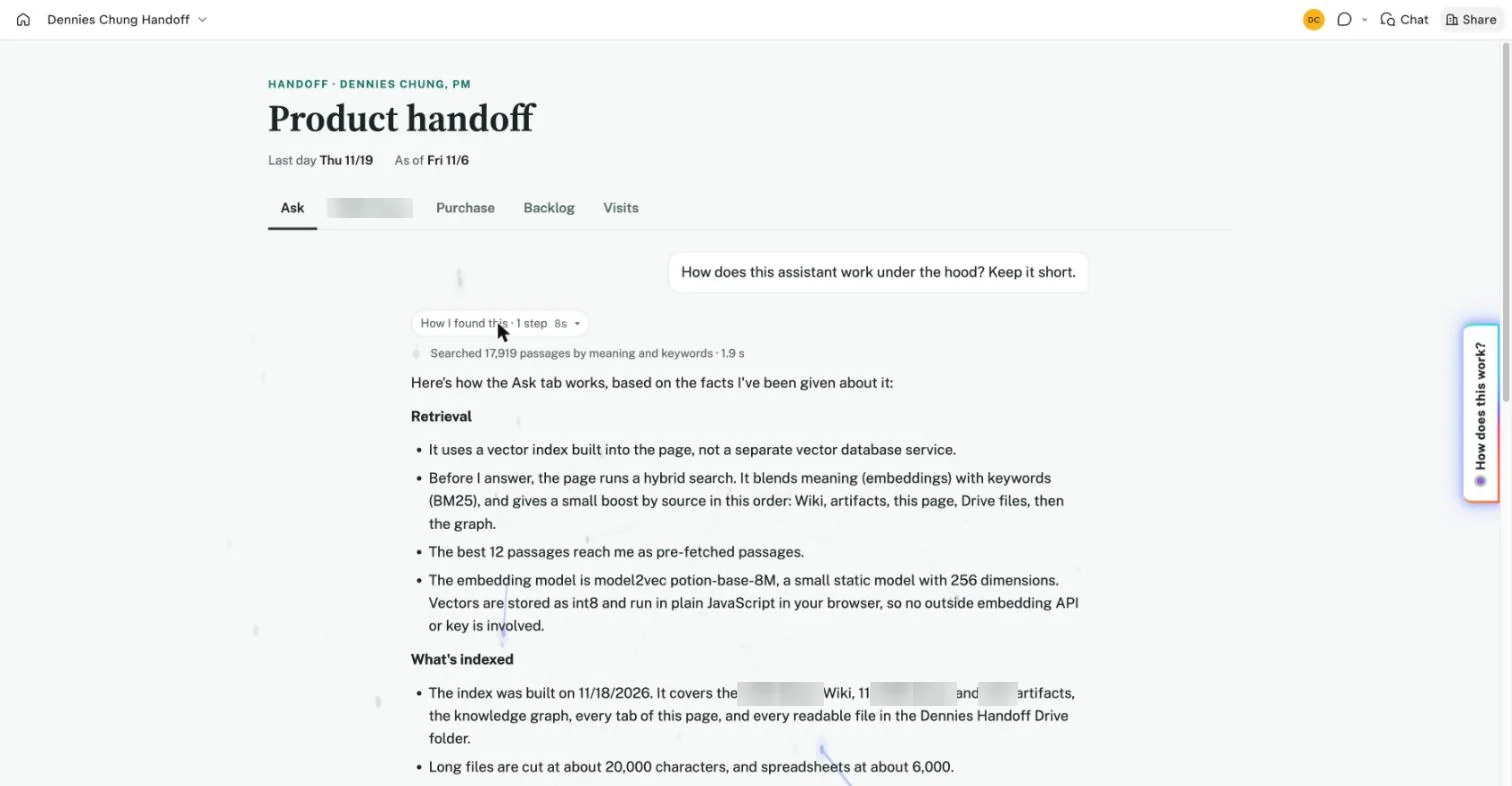 Dennies Chung Handoff
DC
Chat
Share
HANDOFF · DENNIES CHUNG, PM
Product handoff
Last day Thu 11/19 As of Fri 11/6
Ask Purchase Backlog Visits
How does this assistant work under the hood? Keep it short.
How I found this · 1 step 8s
Searched 17,919 passages by meaning and keywords · 1.9 s
Here's how the Ask tab works, based on the facts I've been given about it:
Retrieval
• It uses a vector index built into the page, not a separate vector database service.
• Before I answer, the page runs a hybrid search. It blends meaning (embeddings) with keywords
(BM25), and gives a small boost by source in this order: Wiki, artifacts, this page, Drive files, then
the graph.
• The best 12 passages reach me as pre-fetched passages.
• The embedding model is model2vec potion-base-8M, a small static model with 256 dimensions.
Vectors are stored as int8 and run in plain JavaScript in your browser, so no outside embedding API
or key is involved.
What's indexed
• The index was built on 11/18/2026. It covers the Wiki, 11 and artifacts,
the knowledge graph, every tab of this page, and every readable file in the Dennies Handoff Drive
folder.
• Long files are cut at about 20,000 characters, and spreadsheets at about 6,000.
How does this work?